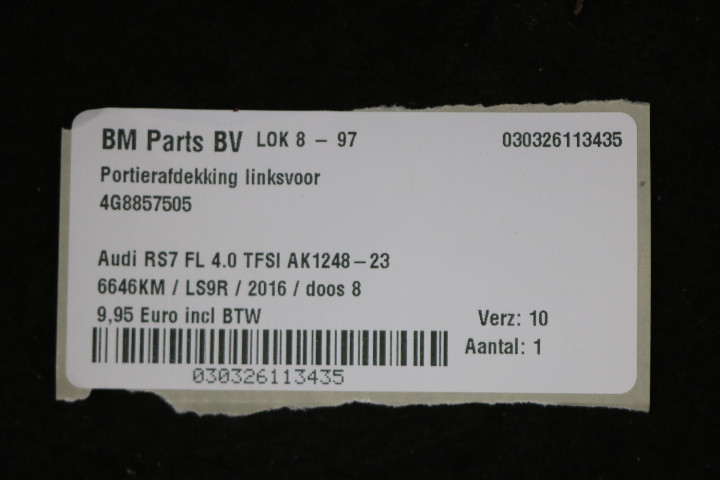 BM Parts BV LOK 8 - 97 030326113435
Portierafdekking linksvoor
4G8857505
Audi RS7 FL 4.0 TFSI AK1248-23
6646KM / LS9R / 2016 / doos 8
9,95 Euro incl BTW Verz: 10
Aantal: 1
030326113435